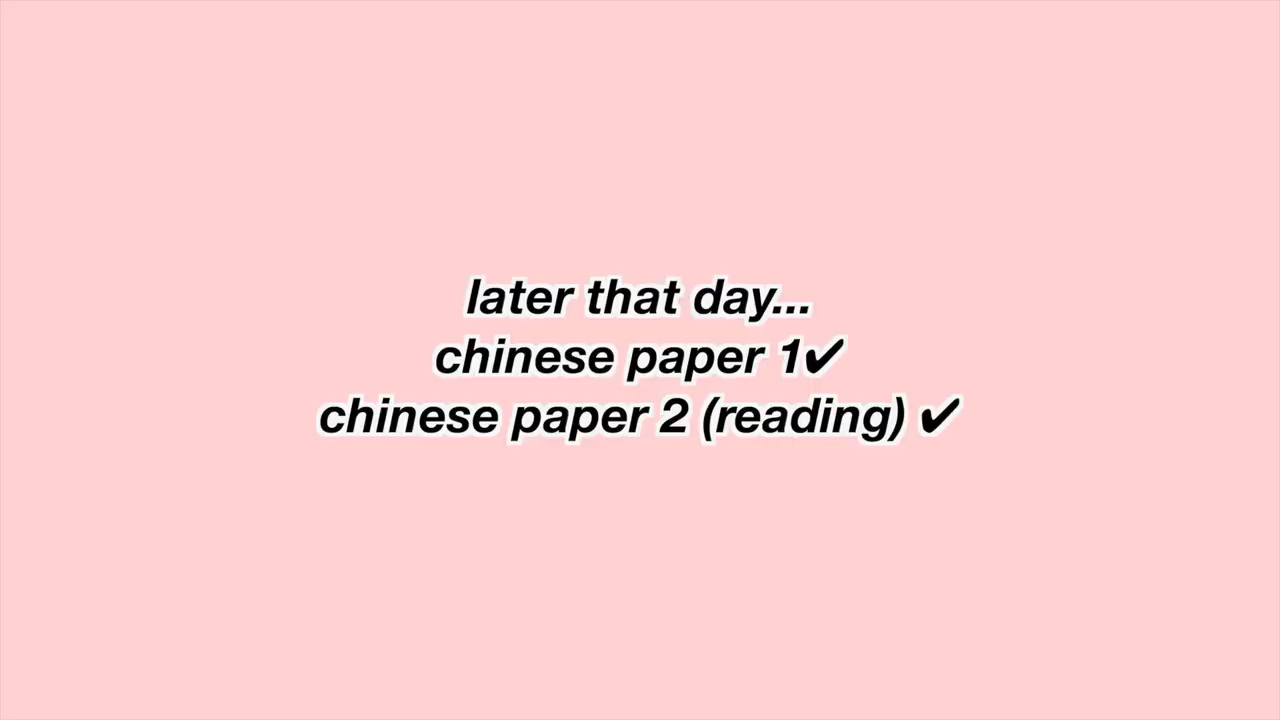 later that day...
chinese paper 1✔
chinese paper 2 (reading) ✔